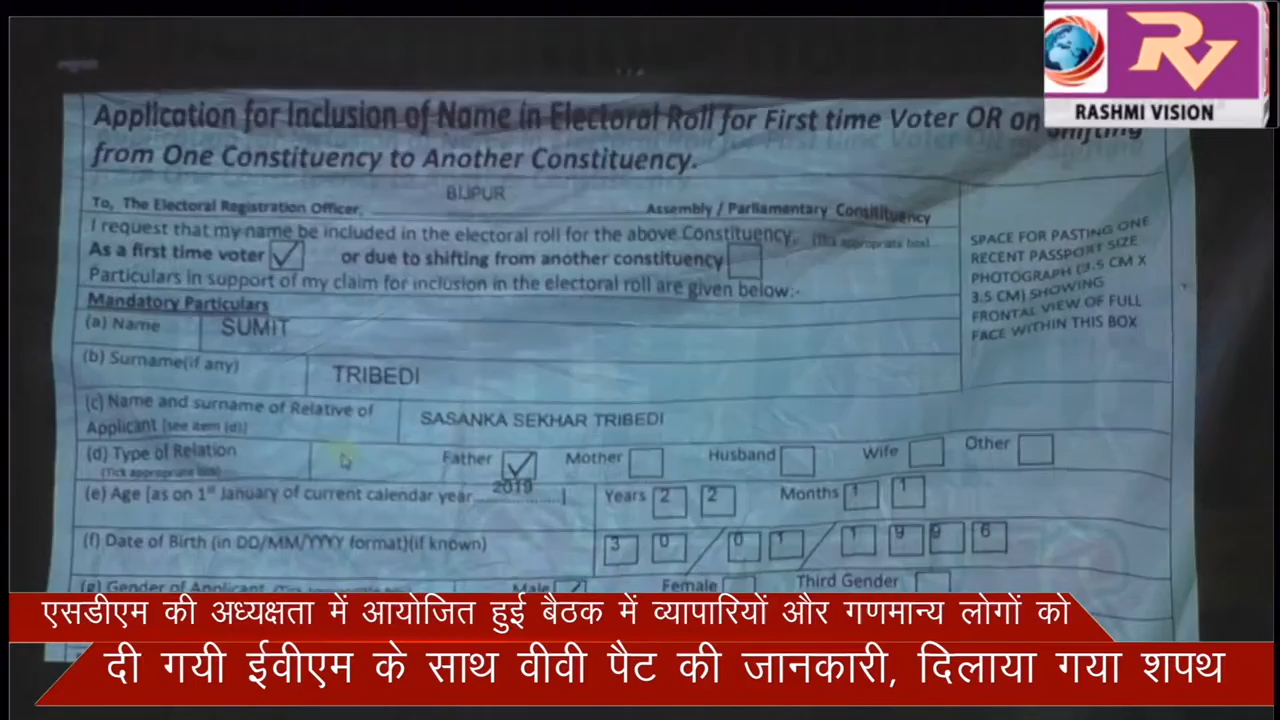 RV
RASHMI VISION
Application for Inclusion of Name in Electoral Roll for First time Voter OR on Shifting
from One Constituency to Another Constituency.
BIJPUR
To, The Electoral Registration Officer, Assembly / Parliamentary Constituency
I request that my name be included in the electoral roll for the above Constituency. (Tick appropriate box)
As a first time voter or due to shifting from another constituency
Particulars in support of my claim for inclusion in the electoral roll are given below:-
SPACE FOR PASTING ONE
RECENT PASSPORT SIZE
PHOTOGRAPH (3.5 CM X
3.5 CM) SHOWING
FRONTAL VIEW OF FULL
FACE WITHIN THIS BOX
Mandatory Particulars
(a) Name SUMIT
(b) Surname(if any) TRIBEDI
(c) Name and surname of Relative of
Applicant [see item (d)] SASANKA SEKHAR TRIBEDI
(d) Type of Relation Father Mother Husband Wife Other
(Tick appropriate box)
(e) Age [as on 1st January of current calendar year 2019 ] Years 2 2 Months 1 1
(f) Date of Birth (in DD/MM/YYYY format)(if known) 3 0 / 0 1 / 1 9 9 6
(g) Gender of Applicant Male Female Third Gender
एसडीएम की अध्यक्षता में आयोजित हुई बैठक में व्यापारियों और गणमान्य लोगों को
दी गयी ईवीएम के साथ वीवी पैट की जानकारी, दिलाया गया शपथ